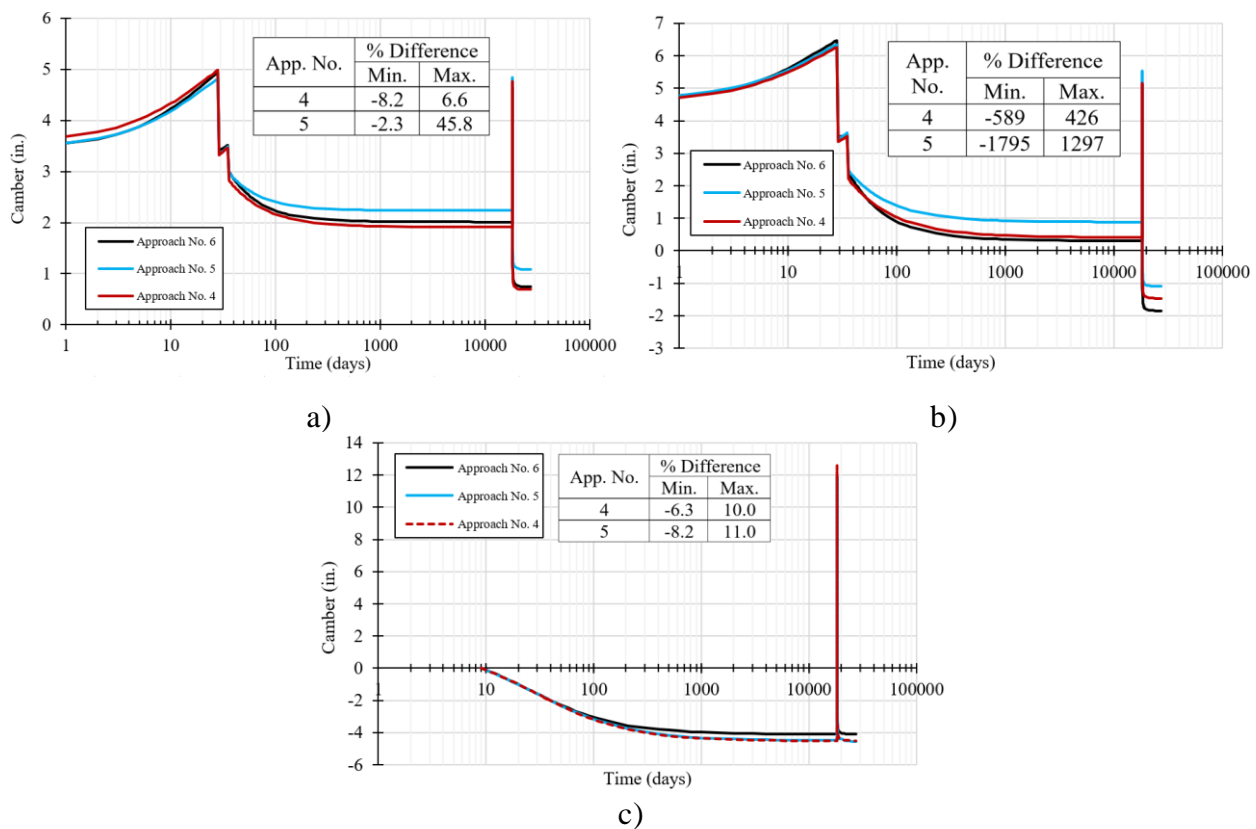 6
5
4
3
2
1
0
Camber (in.)
App. No. % Difference
Min. Max.
4 -8.2 6.6
5 -2.3 45.8
Approach No. 6
Approach No. 5
Approach No. 4
1 10 100 1000 10000 100000
Time (days)
a)
7
6
5
4
3
2
1
0
-1
-2
-3
Camber (in.)
App. No. % Difference
Min. Max.
4 -589 426
5 -1795 1297
Approach No. 6
Approach No. 5
Approach No. 4
1 10 100 1000 10000 100000
Time (days)
b)
14
12
10
8
6
4
2
0
-2
-4
-6
Camber (in.)
Approach No. 6
Approach No. 5
Approach No. 4
App. No. % Difference
Min. Max.
4 -6.3 10.0
5 -8.2 11.0
1 10 100 1000 10000 100000
Time (days)
c)